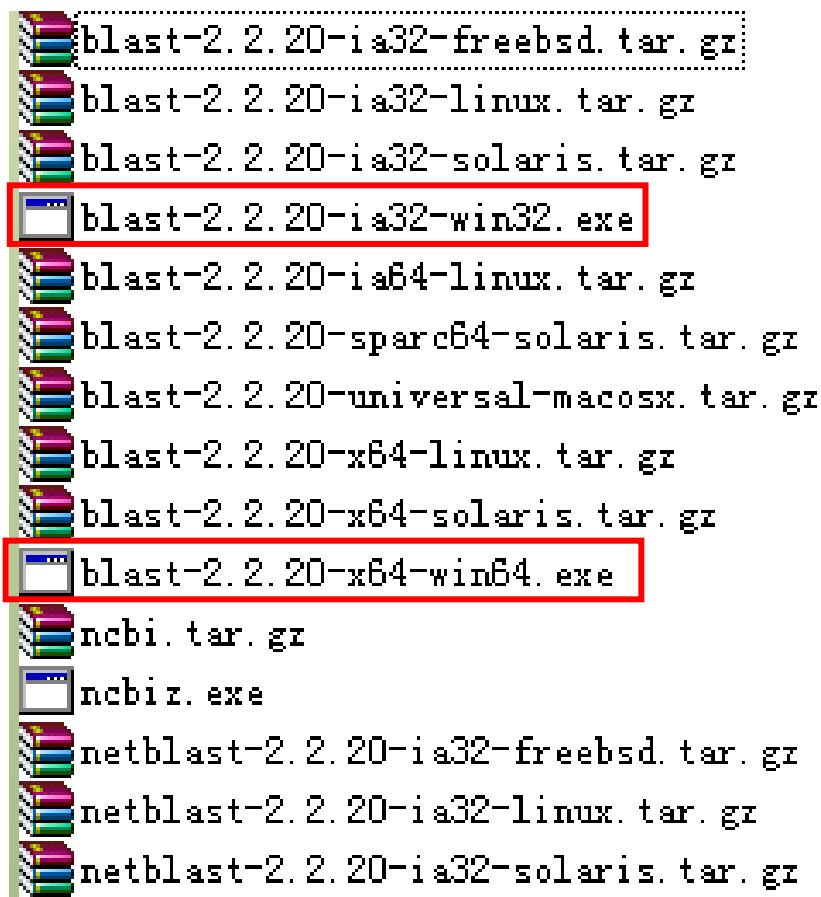 blast-2.2.20-ia32-freebsd.tar.gz
blast-2.2.20-ia32-linux.tar.gz
blast-2.2.20-ia32-solaris.tar.gz
blast-2.2.20-ia32-win32.exe
blast-2.2.20-ia64-linux.tar.gz
blast-2.2.20-sparc64-solaris.tar.gz
blast-2.2.20-universal-macosx.tar.gz
blast-2.2.20-x64-linux.tar.gz
blast-2.2.20-x64-solaris.tar.gz
blast-2.2.20-x64-win64.exe
ncbi.tar.gz
ncbiz.exe
netblast-2.2.20-ia32-freebsd.tar.gz
netblast-2.2.20-ia32-linux.tar.gz
netblast-2.2.20-ia32-solaris.tar.gz